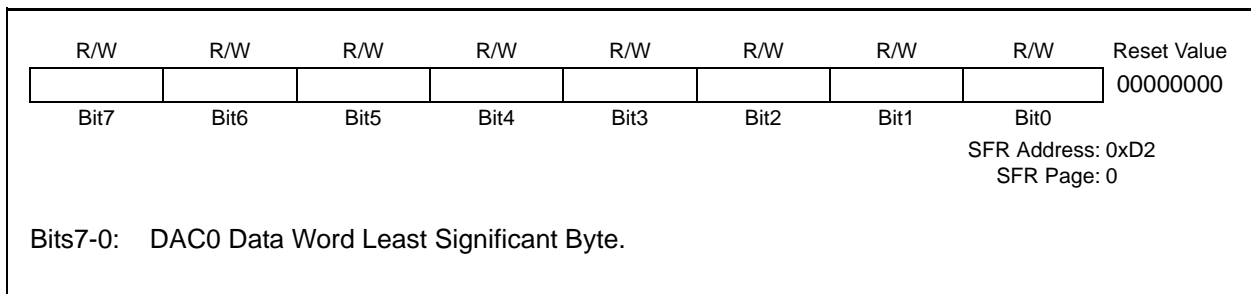 R/W R/W R/W R/W R/W R/W R/W R/W Reset Value
00000000
Bit7 Bit6 Bit5 Bit4 Bit3 Bit2 Bit1 Bit0
SFR Address: 0xD2
SFR Page: 0
Bits7-0: DAC0 Data Word Least Significant Byte.